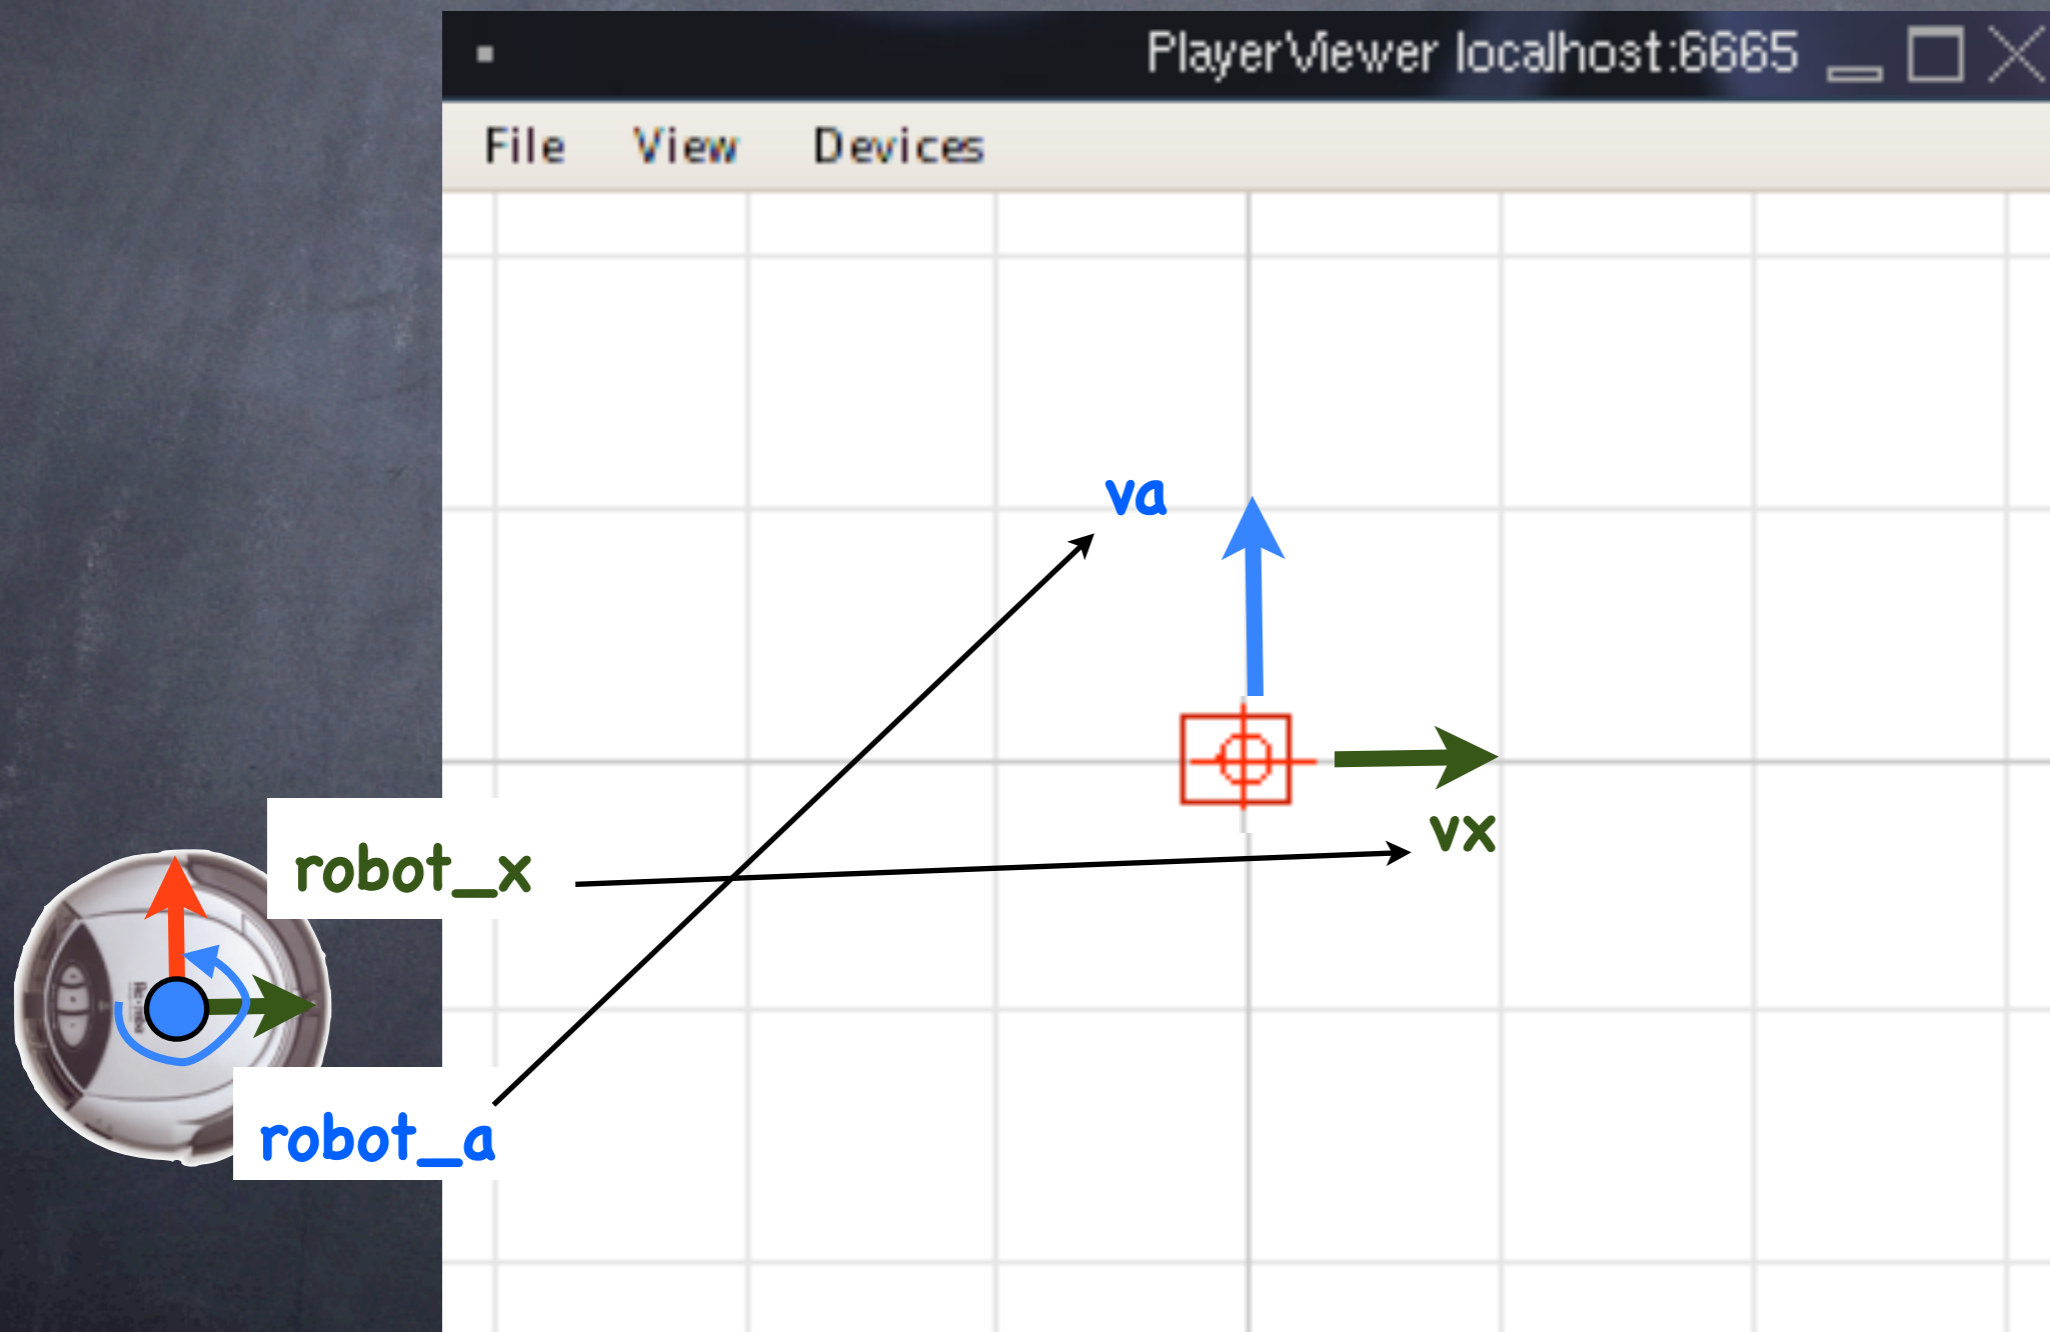 PlayerViewer localhost:6665
File View Devices
va
vx
robot_x
robot_a